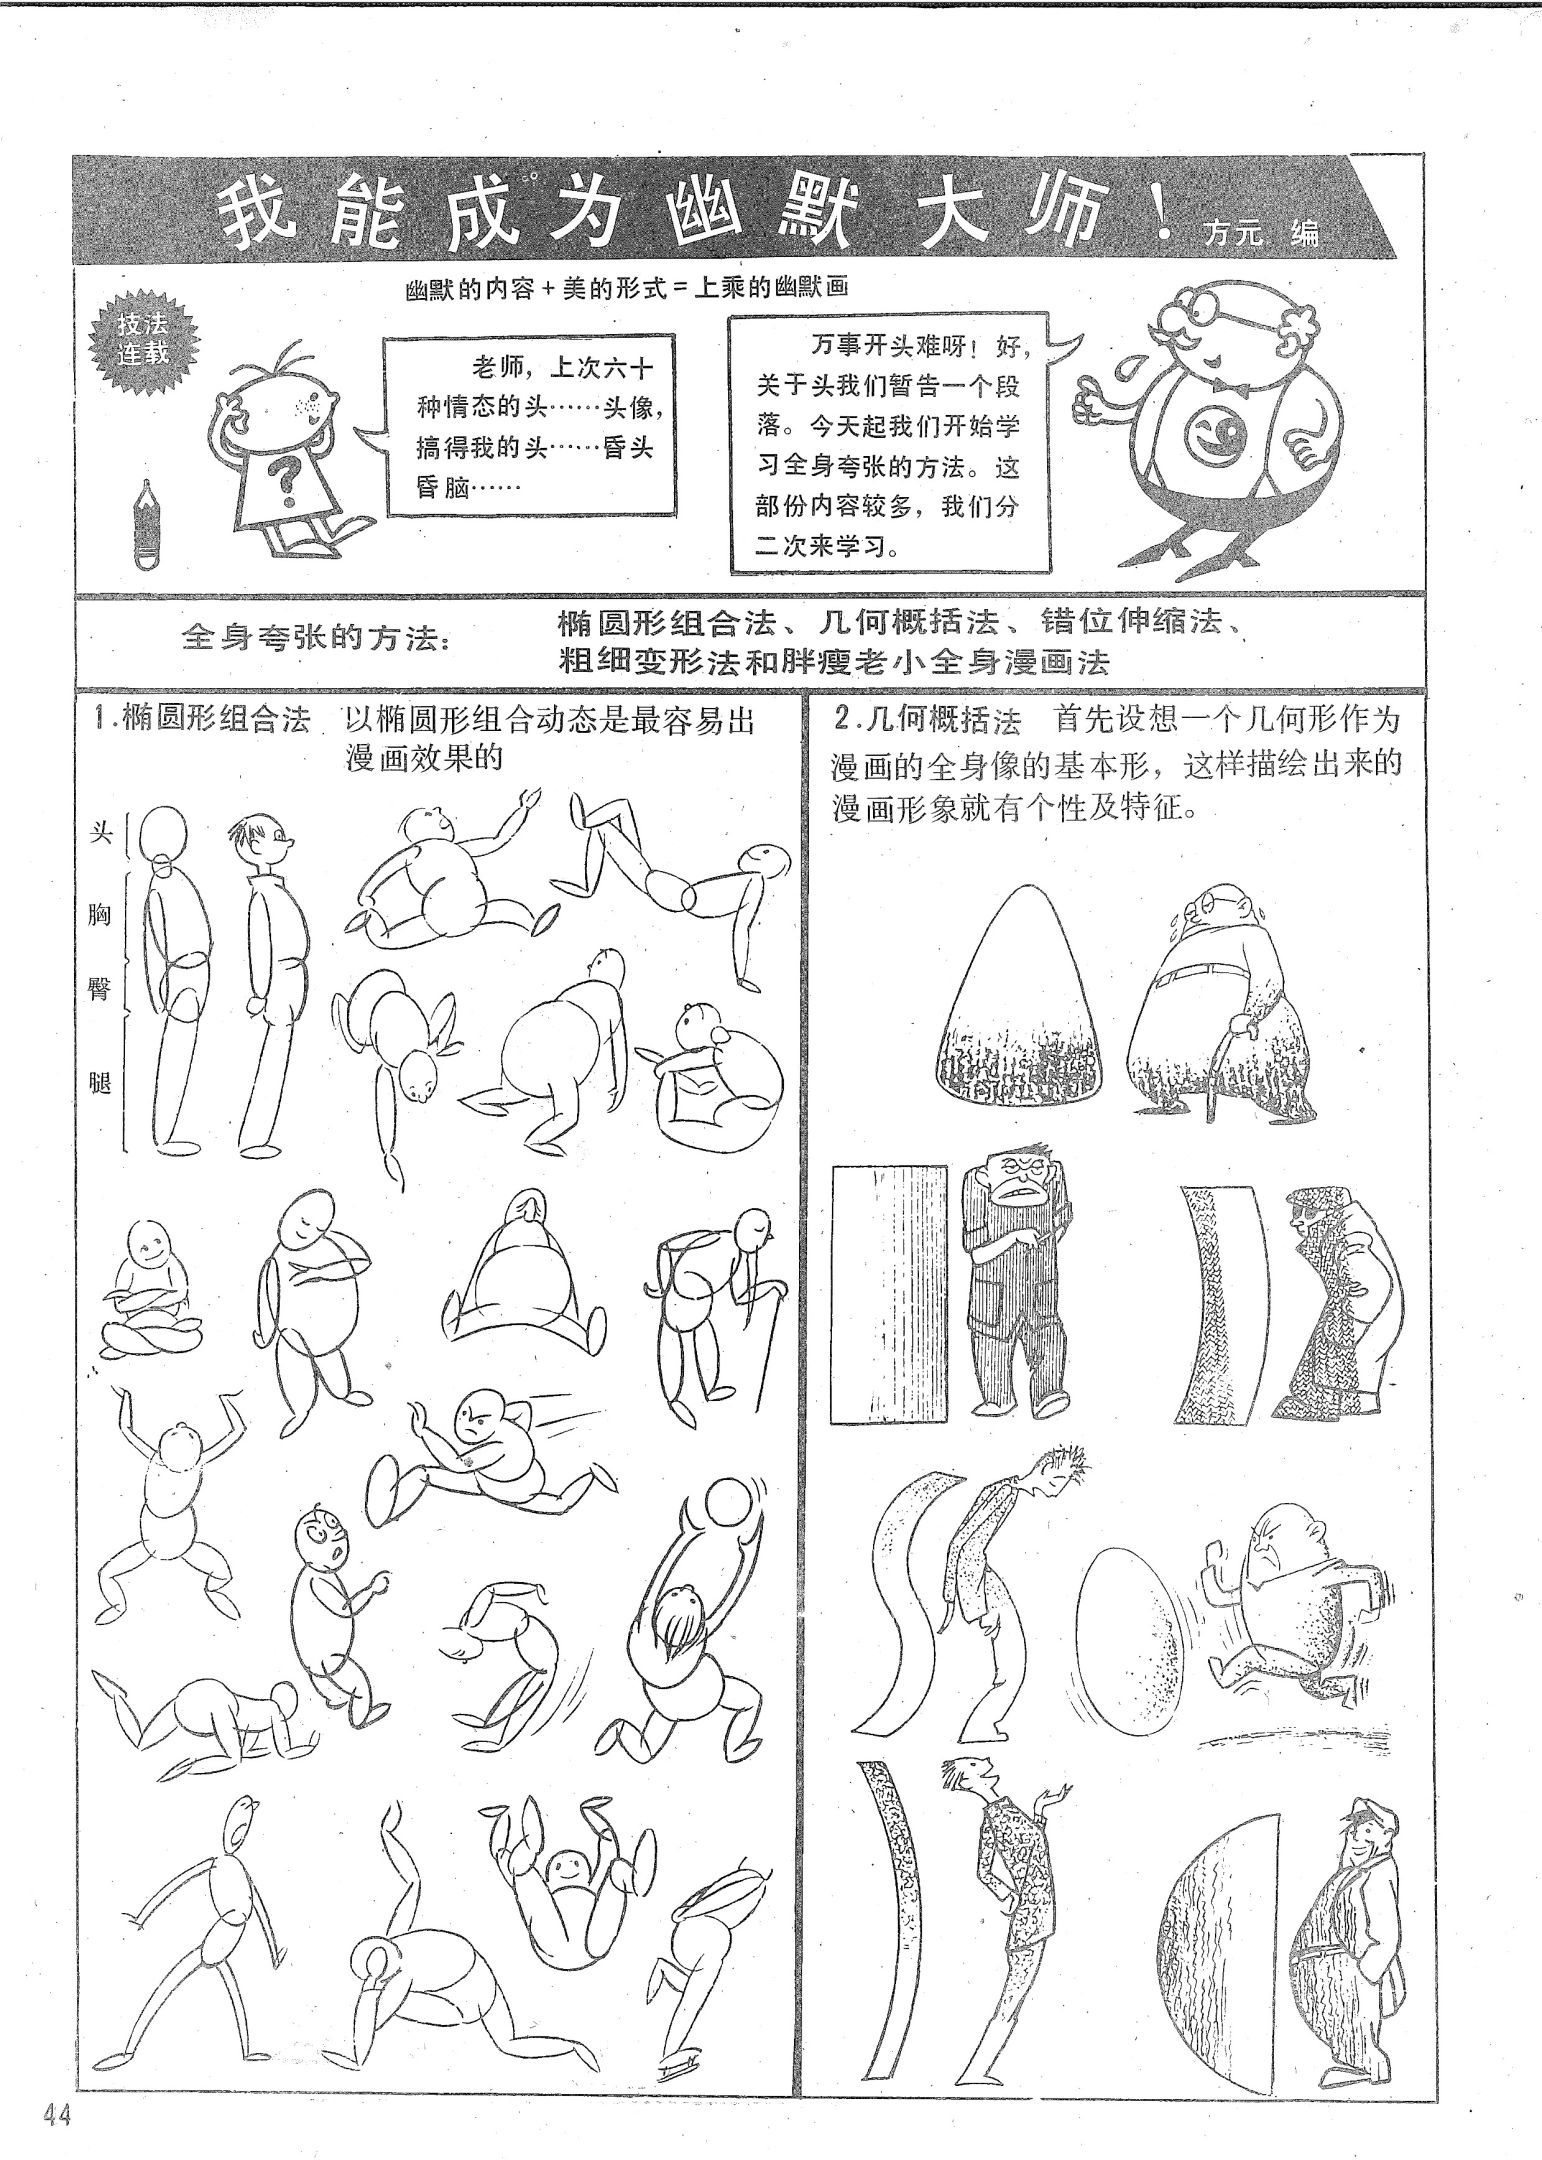 我能成为幽默大师！ 方元 编
幽默的内容＋美的形式＝上乘的幽默画
技法
连载
老师，上次六十
种情态的头……头像，
搞得我的头……昏头
昏脑……
?
万事开头难呀！好，
关于头我们暂告一个段
落。今天起我们开始学
习全身夸张的方法。这
部份内容较多，我们分
二次来学习。
全身夸张的方法：
椭圆形组合法、几何概括法、错位伸缩法、
粗细变形法和胖瘦老小全身漫画法
1.椭圆形组合法 以椭圆形组合动态是最容易出
漫画效果的
头
胸
臀
腿
2.几何概括法 首先设想一个几何形作为
漫画的全身像的基本形，这样描绘出来的
漫画形象就有个性及特征。
44